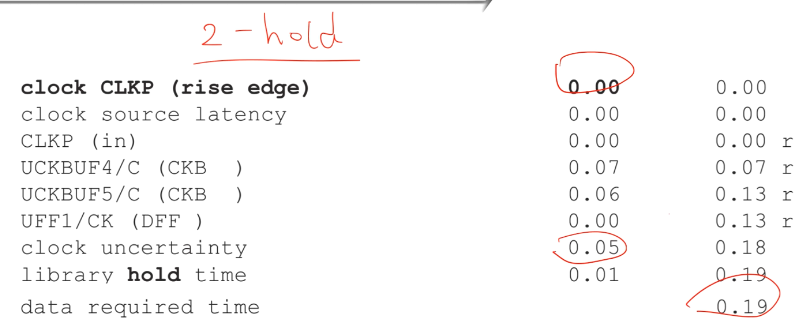 2-hold
clock CLKP (rise edge) 0.00 0.00
clock source latency 0.00 0.00
CLKP (in) 0.00 0.00 r
UCKBUF4/C (CKB ) 0.07 0.07 r
UCKBUF5/C (CKB ) 0.06 0.13 r
UFF1/CK (DFF ) 0.00 0.13 r
clock uncertainty 0.05 0.18
library hold time 0.01 0.19
data required time 0.19